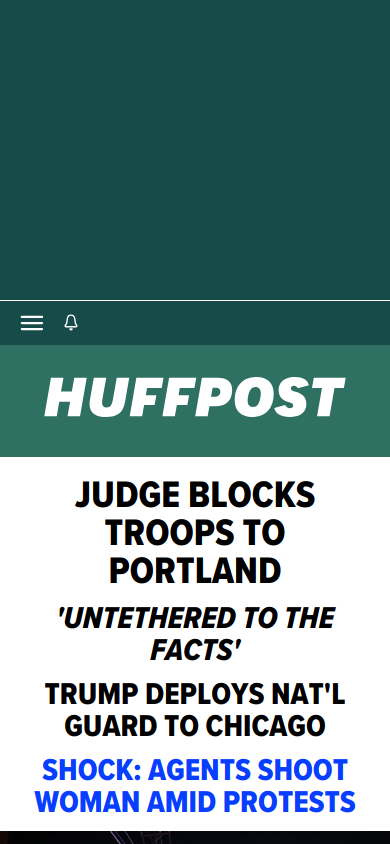 HUFFPOST
JUDGE BLOCKS
TROOPS TO
PORTLAND
'UNTETHERED TO THE
FACTS'
TRUMP DEPLOYS NAT'L
GUARD TO CHICAGO
SHOCK: AGENTS SHOOT
WOMAN AMID PROTESTS